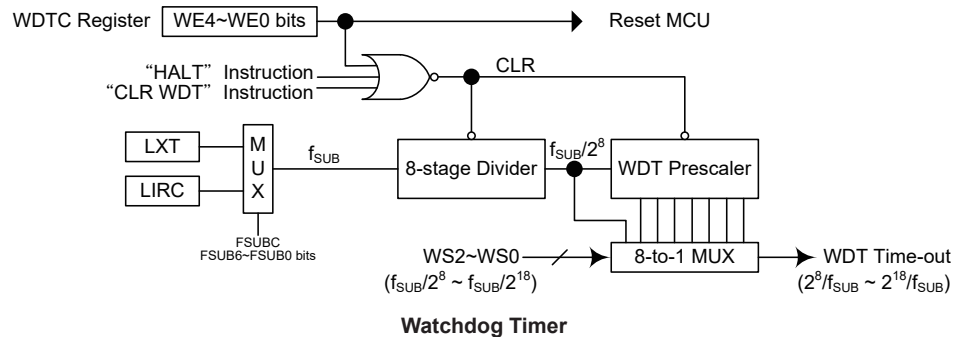 WDTC Register WE4~WE0 bits Reset MCU
“HALT” Instruction
“CLR WDT” Instruction
CLR
LXT
LIRC
M
U
X
fSUB
8-stage Divider
fSUB/2⁸
WDT Prescaler
FSUBC
FSUB6~FSUB0 bits
WS2~WS0
(fSUB/2⁸ ~ fSUB/2¹⁸)
8-to-1 MUX
WDT Time-out
(2⁸/fSUB ~ 2¹⁸/fSUB)
Watchdog Timer